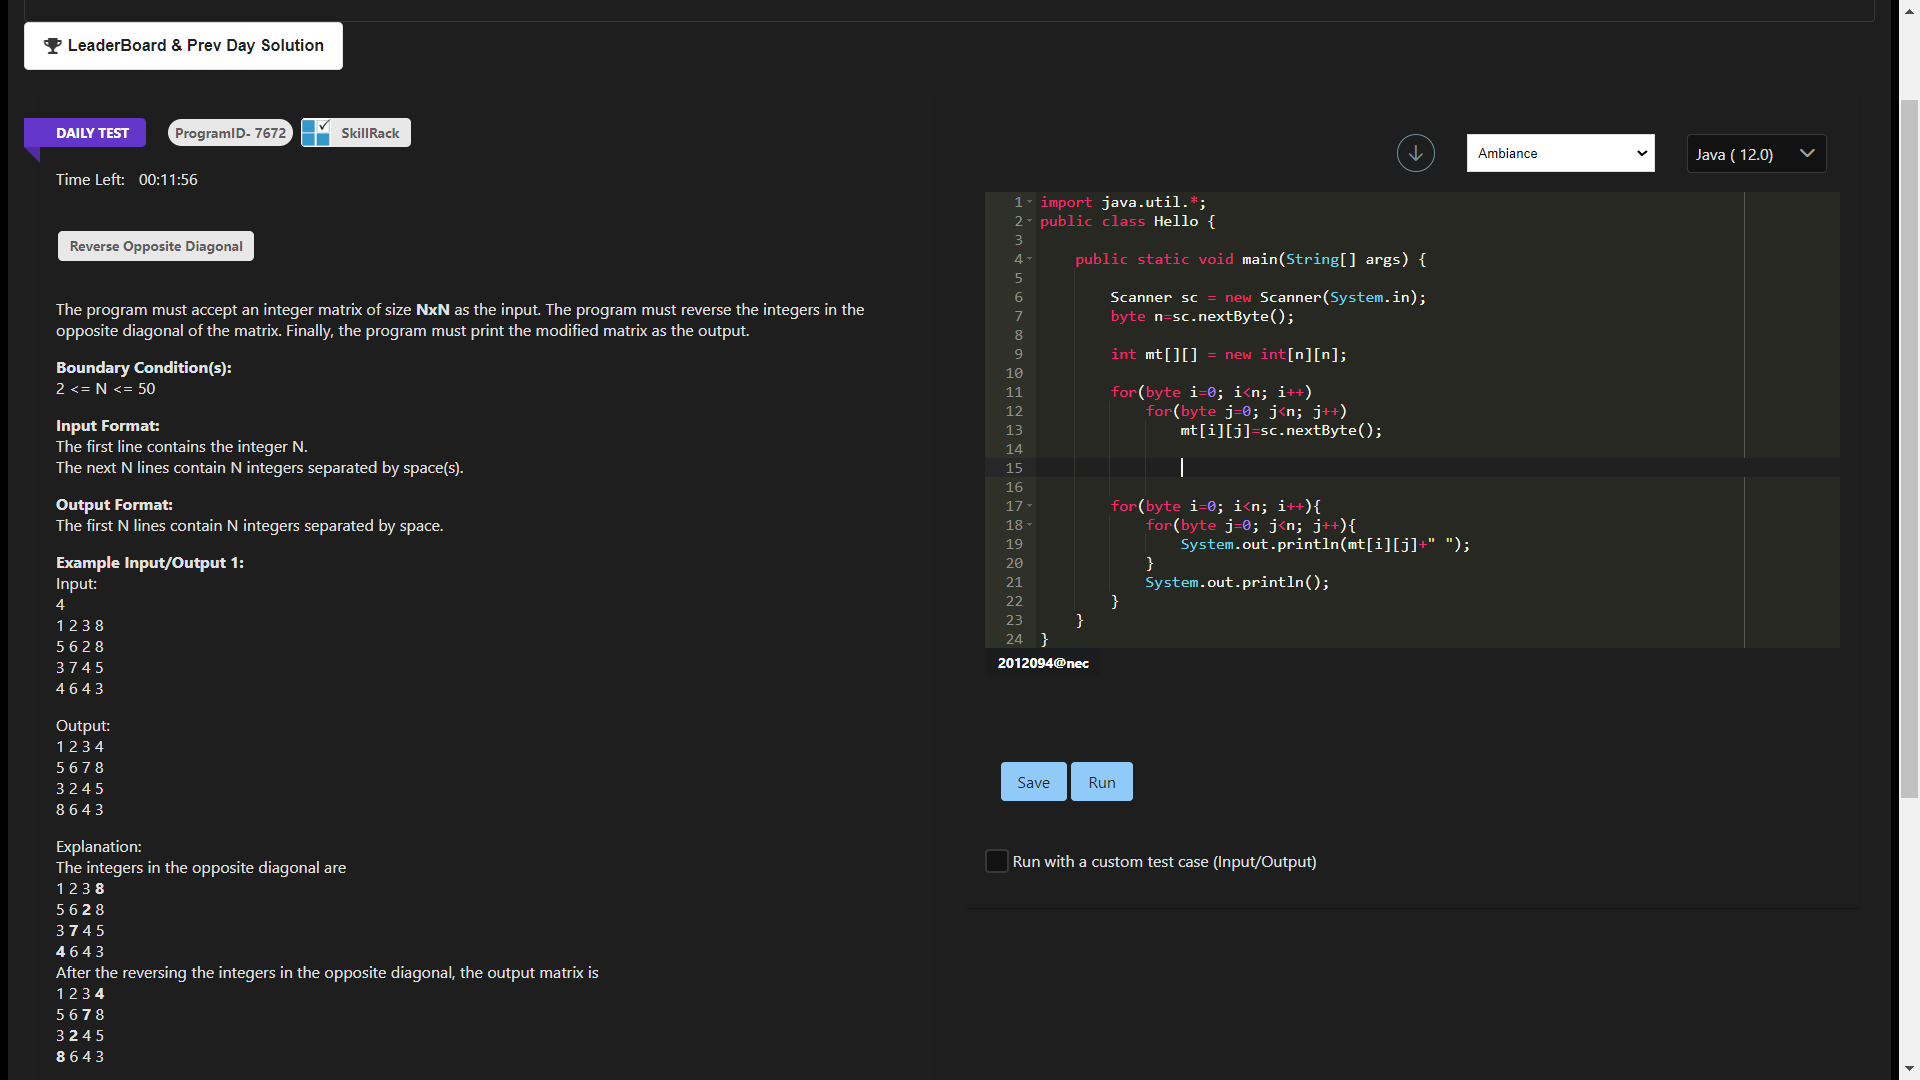 LeaderBoard & Prev Day Solution
DAILY TEST
ProgramID- 7672
SkillRack
Time Left: 00:11:56
Reverse Opposite Diagonal
The program must accept an integer matrix of size NxN as the input. The program must reverse the integers in the
opposite diagonal of the matrix. Finally, the program must print the modified matrix as the output.
Boundary Condition(s):
2 <= N <= 50
Input Format:
The first line contains the integer N.
The next N lines contain N integers separated by space(s).
Output Format:
The first N lines contain N integers separated by space.
Example Input/Output 1:
Input:
4
1 2 3 8
5 6 2 8
3 7 4 5
4 6 4 3
Output:
1 2 3 4
5 6 7 8
3 2 4 5
8 6 4 3
Explanation:
The integers in the opposite diagonal are
1 2 3 8
5 6 2 8
3 7 4 5
4 6 4 3
After the reversing the integers in the opposite diagonal, the output matrix is
1 2 3 4
5 6 7 8
3 2 4 5
8 6 4 3
Ambiance
Java ( 12.0)
1 import java.util.*;
2 public class Hello {
3
4 public static void main(String[] args) {
5
6 Scanner sc = new Scanner(System.in);
7 byte n=sc.nextByte();
8
9 int mt[][] = new int[n][n];
10
11 for(byte i=0; i<n; i++)
12 for(byte j=0; j<n; j++)
13 mt[i][j]=sc.nextByte();
14
15
16
17 for(byte i=0; i<n; i++){
18 for(byte j=0; j<n; j++){
19 System.out.println(mt[i][j]+" ");
20 }
21 System.out.println();
22 }
23 }
24 }
2012094@nec
Save
Run
Run with a custom test case (Input/Output)